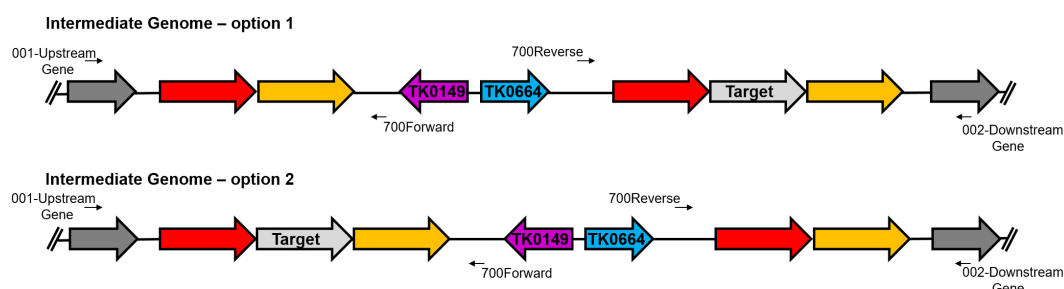 Intermediate Genome – option 1
001-Upstream
Gene
700Reverse
TK0149
TK0664
Target
700Forward
002-Downstream
Gene
Intermediate Genome – option 2
001-Upstream
Gene
700Reverse
Target
TK0149
TK0664
700Forward
002-Downstream
Gene